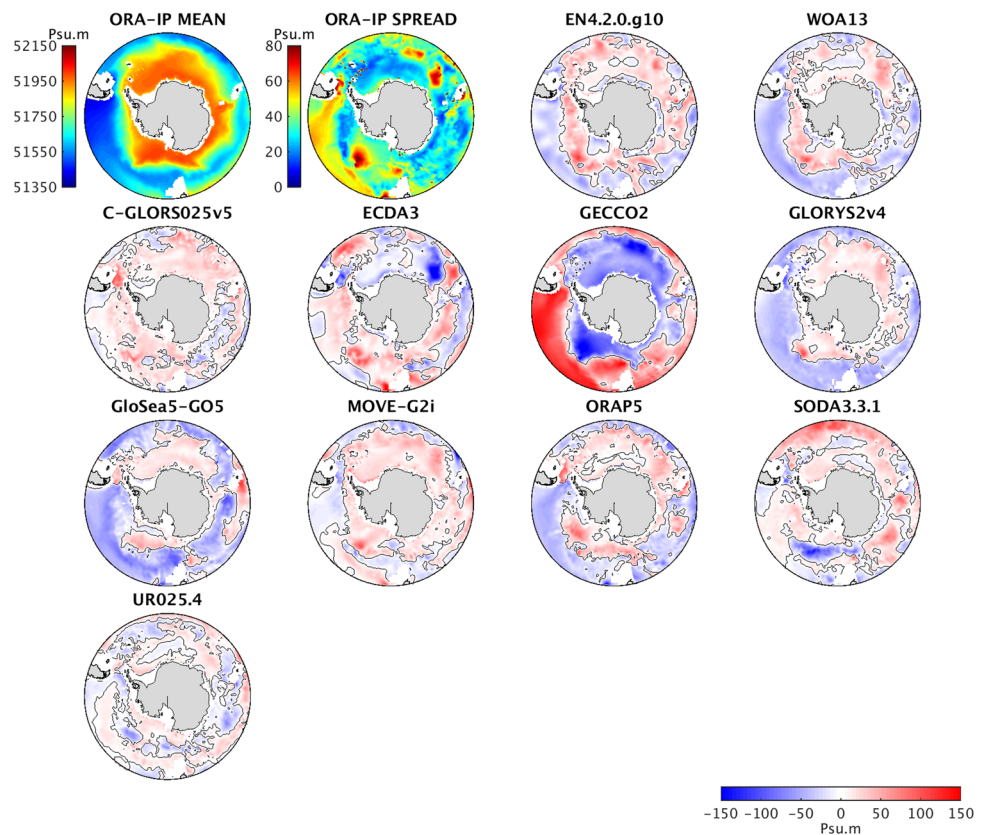 ORA-IP MEAN
ORA-IP SPREAD
EN4.2.0.g10
WOA13
Psu.m
52150
51950
51750
51550
51350
Psu.m
80
60
40
20
0
C-GLORS025v5
ECDA3
GECCO2
GLORYS2v4
GloSea5-GO5
MOVE-G2i
ORAP5
SODA3.3.1
UR025.4
−150 −100 −50 0 50 100 150
Psu.m